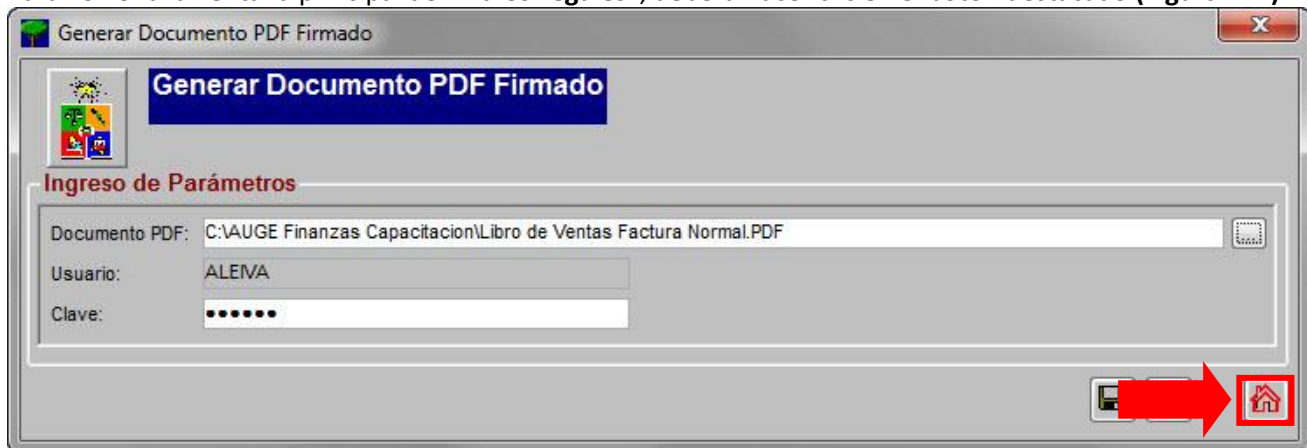 Generar Documento PDF Firmado
Generar Documento PDF Firmado
Ingreso de Parámetros
Documento PDF: C:\AUGE Finanzas Capacitacion\Libro de Ventas Factura Normal.PDF
Usuario: ALEIVA
Clave: ●●●●●●